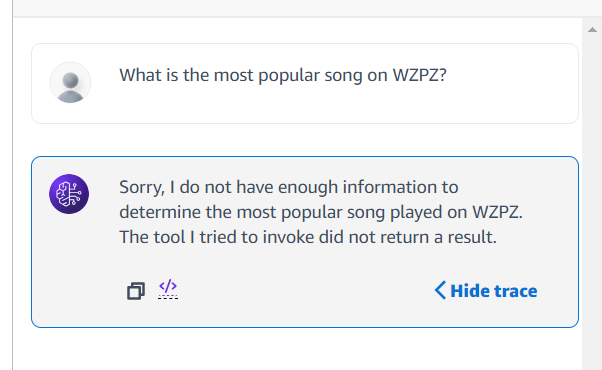 What is the most popular song on WZPZ?
Sorry, I do not have enough information to
determine the most popular song played on WZPZ.
The tool I tried to invoke did not return a result.
</>
Hide trace